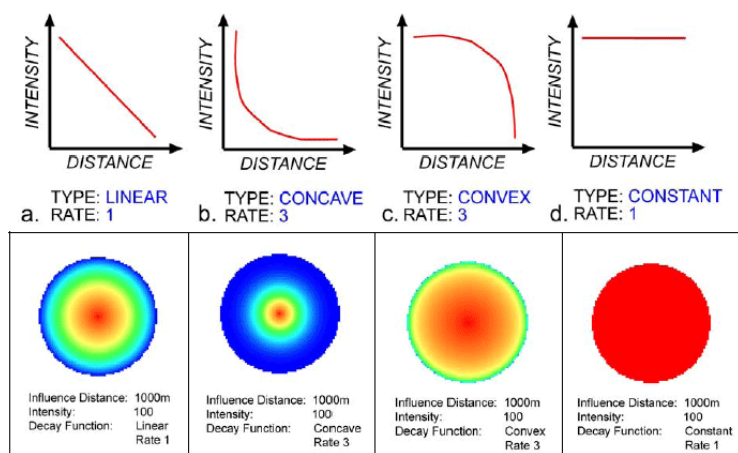 INTENSITY
DISTANCE
a. TYPE: LINEAR
RATE: 1
INTENSITY
DISTANCE
b. TYPE: CONCAVE
RATE: 3
INTENSITY
DISTANCE
c. TYPE: CONVEX
RATE: 3
INTENSITY
DISTANCE
d. TYPE: CONSTANT
RATE: 1
Influence Distance: 1000m
Intensity: 100
Decay Function: Linear
Rate 1
Influence Distance: 1000m
Intensity: 100
Decay Function: Concave
Rate 3
Influence Distance: 1000m
Intensity: 100
Decay Function: Convex
Rate 3
Influence Distance: 1000m
Intensity: 100
Decay Function: Constant
Rate 1